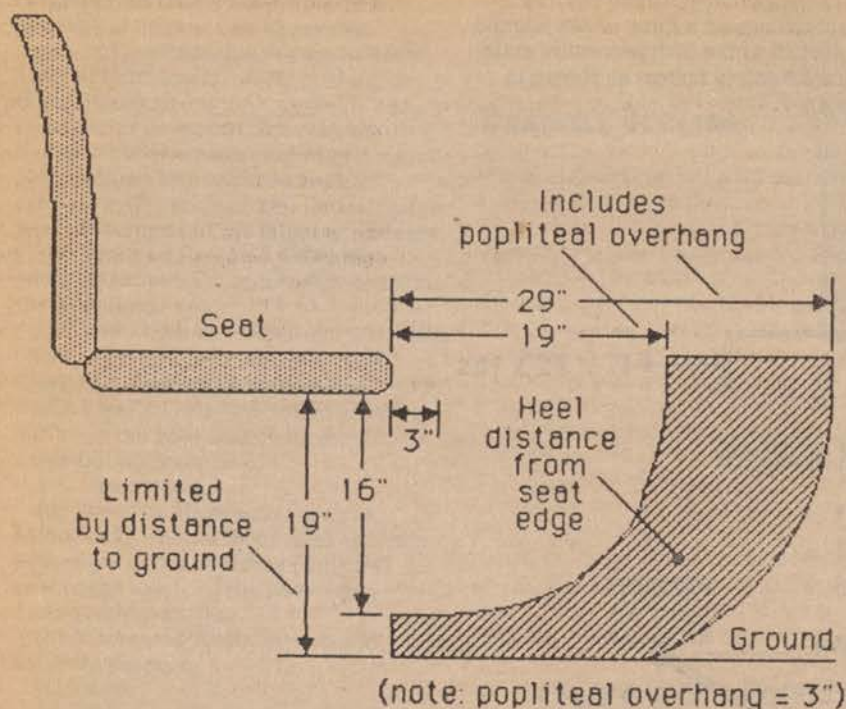 Includes
popliteal overhang
29"
19"
Seat
3"
Heel
distance
from
seat
edge
16"
19"
Limited
by distance
to ground
Ground
(note: popliteal overhang = 3")